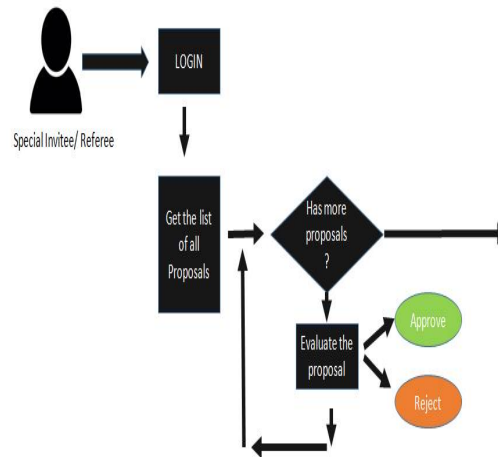 LOGIN
Special Invitee/ Referee
Get the list
of all
Proposals
Has more
proposals
?
Evaluate the
proposal
Approve
Reject